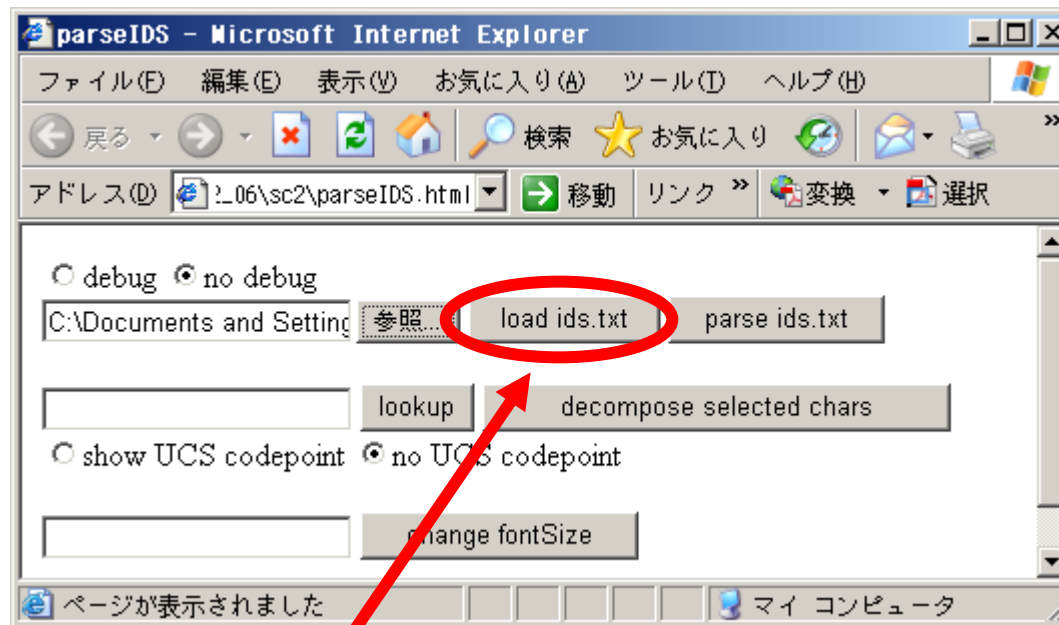 parseIDS - Microsoft Internet Explorer
ファイル(F) 編集(E) 表示(V) お気に入り(A) ツール(T) ヘルプ(H)
戻る 検索 お気に入り »
アドレス(D) 2_06\sc2\parseIDS.html 移動 リンク » 変換 選択
debug no debug
C:\Documents and Setting 参照... load ids.txt parse ids.txt
lookup decompose selected chars
show UCS codepoint no UCS codepoint
change fontSize
ページが表示されました マイ コンピュータ